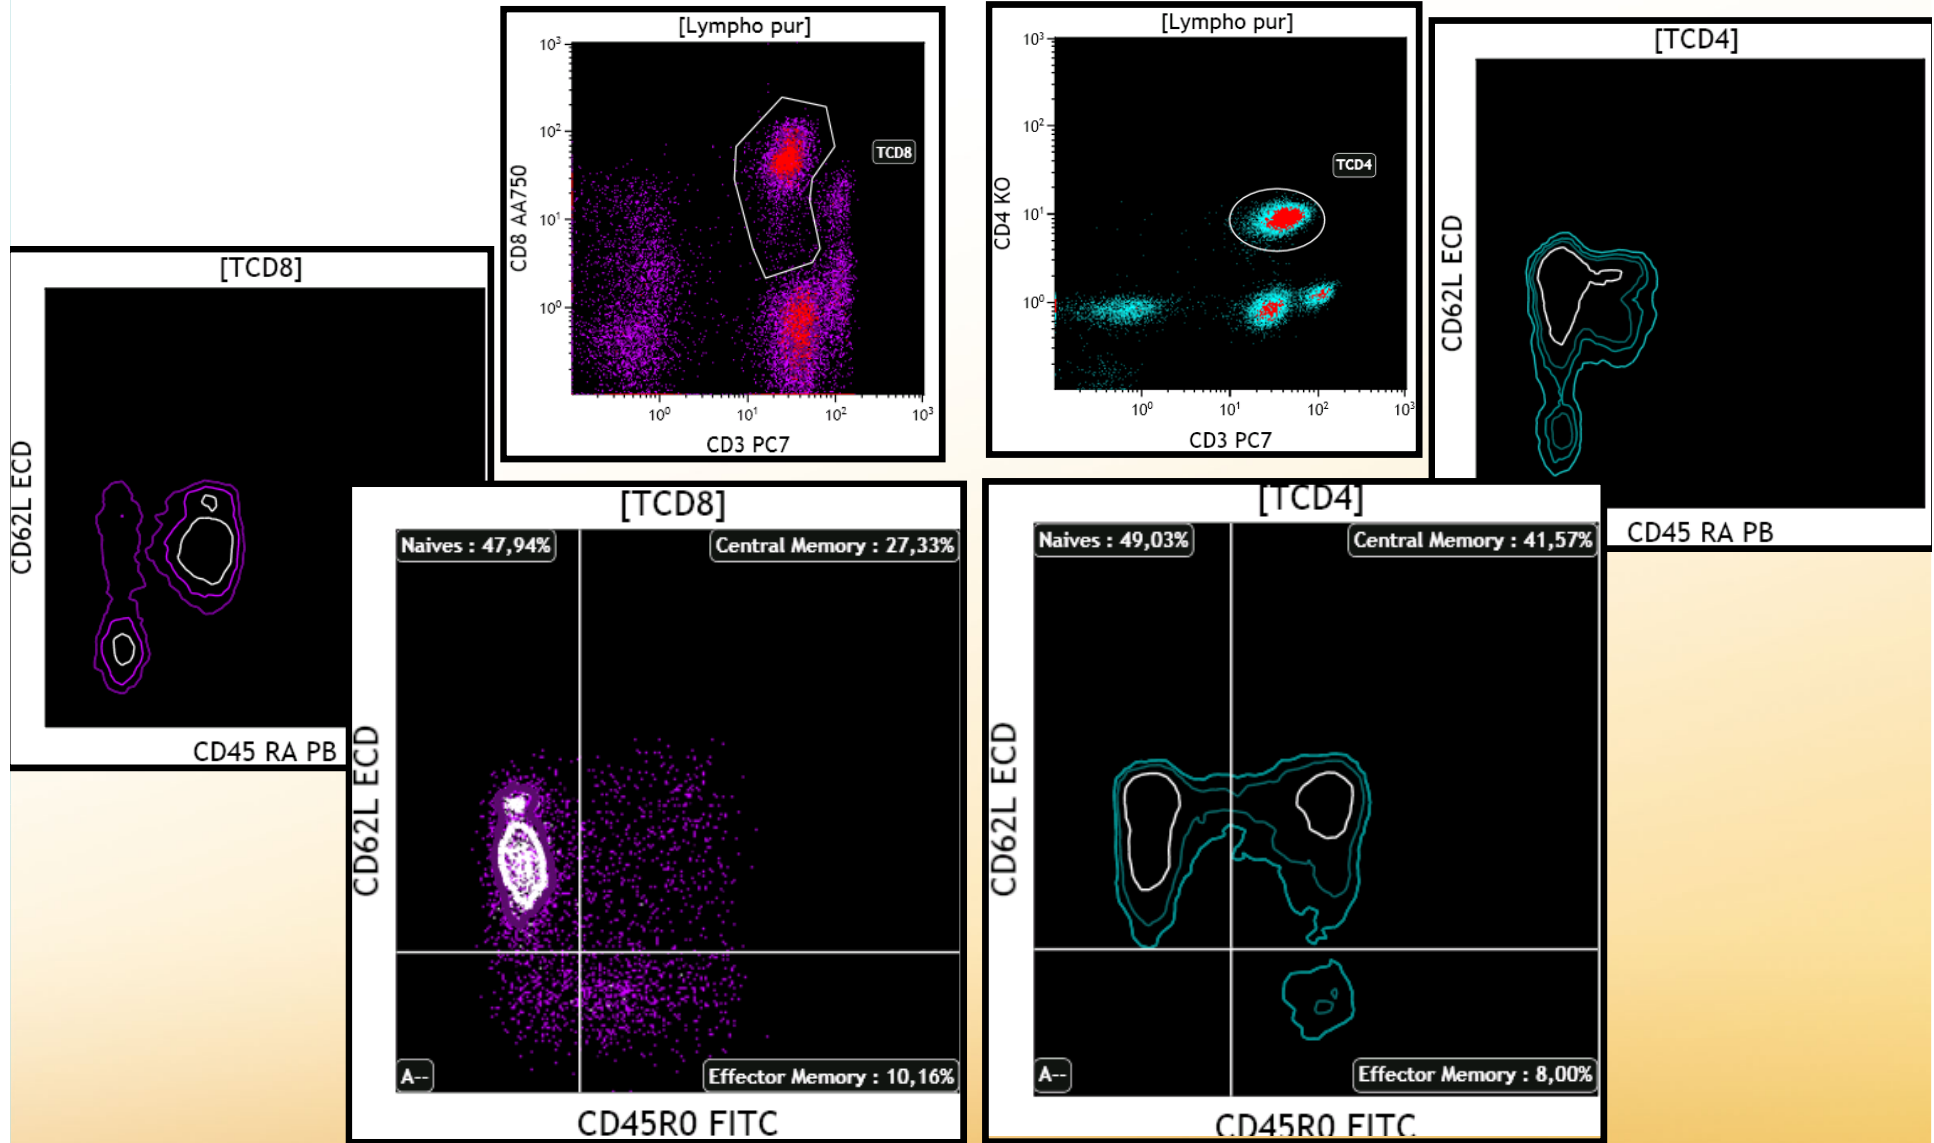 [Lympho pur]
10³
10²
10¹
10⁰
CD8 AA750
TCD8
10⁰ 10¹ 10² 10³
CD3 PC7
[Lympho pur]
10³
10²
10¹
10⁰
CD4 KO
TCD4
10⁰ 10¹ 10² 10³
CD3 PC7
[TCD4]
CD62L ECD
CD45 RA PB
[TCD8]
CD62L ECD
CD45 RA PB
[TCD8]
Naives : 47,94%
Central Memory : 27,33%
CD62L ECD
A--
Effector Memory : 10,16%
CD45R0 FITC
[TCD4]
Naives : 49,03%
Central Memory : 41,57%
CD62L ECD
A--
Effector Memory : 8,00%
CD45R0 FITC